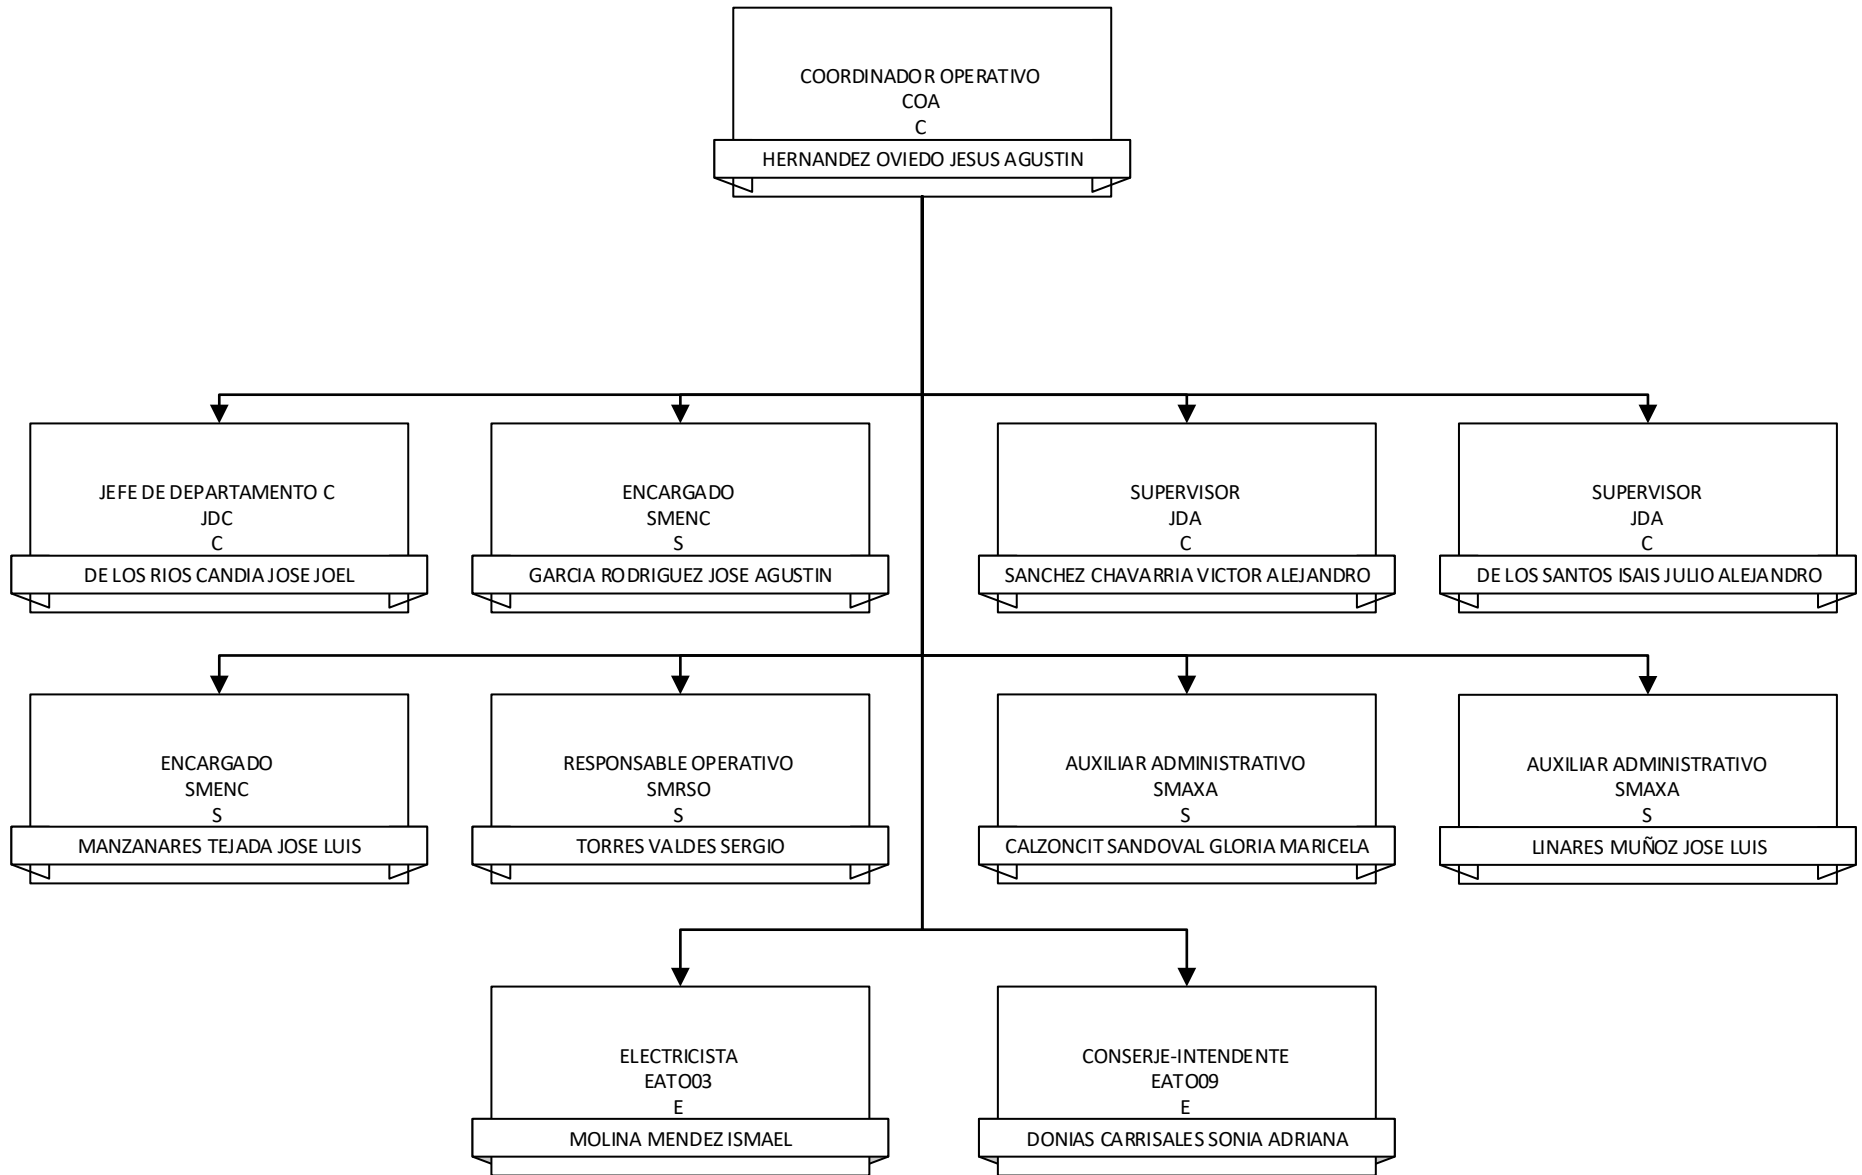 COORDINADOR OPERATIVO
COA
C
HERNANDEZ OVIEDO JESUS AGUSTIN
JEFE DE DEPARTAMENTO C
JDC
C
DE LOS RIOS CANDIA JOSE JOEL
ENCARGADO
SMENC
S
GARCIA RODRIGUEZ JOSE AGUSTIN
SUPERVISOR
JDA
C
SANCHEZ CHAVARRIA VICTOR ALEJANDRO
SUPERVISOR
JDA
C
DE LOS SANTOS ISAIS JULIO ALEJANDRO
ENCARGADO
SMENC
S
MANZANARES TEJADA JOSE LUIS
RESPONSABLE OPERATIVO
SMRSO
S
TORRES VALDES SERGIO
AUXILIAR ADMINISTRATIVO
SMAXA
S
CALZONCIT SANDOVAL GLORIA MARICELA
AUXILIAR ADMINISTRATIVO
SMAXA
S
LINARES MUÑOZ JOSE LUIS
ELECTRICISTA
EATO03
E
MOLINA MENDEZ ISMAEL
CONSERJE-INTENDENTE
EATO09
E
DONIAS CARRISALES SONIA ADRIANA